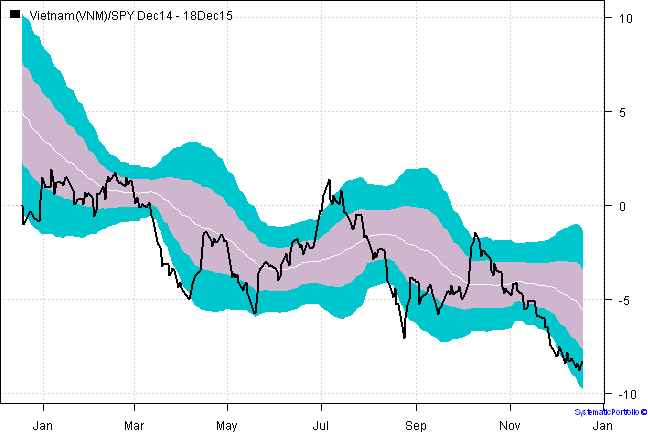 Vietnam(VNM)/SPY Dec14 - 18Dec15
10
5
0
-5
-10
Jan Mar May Jul Sep Nov Jan
SystematicPortfolio ©